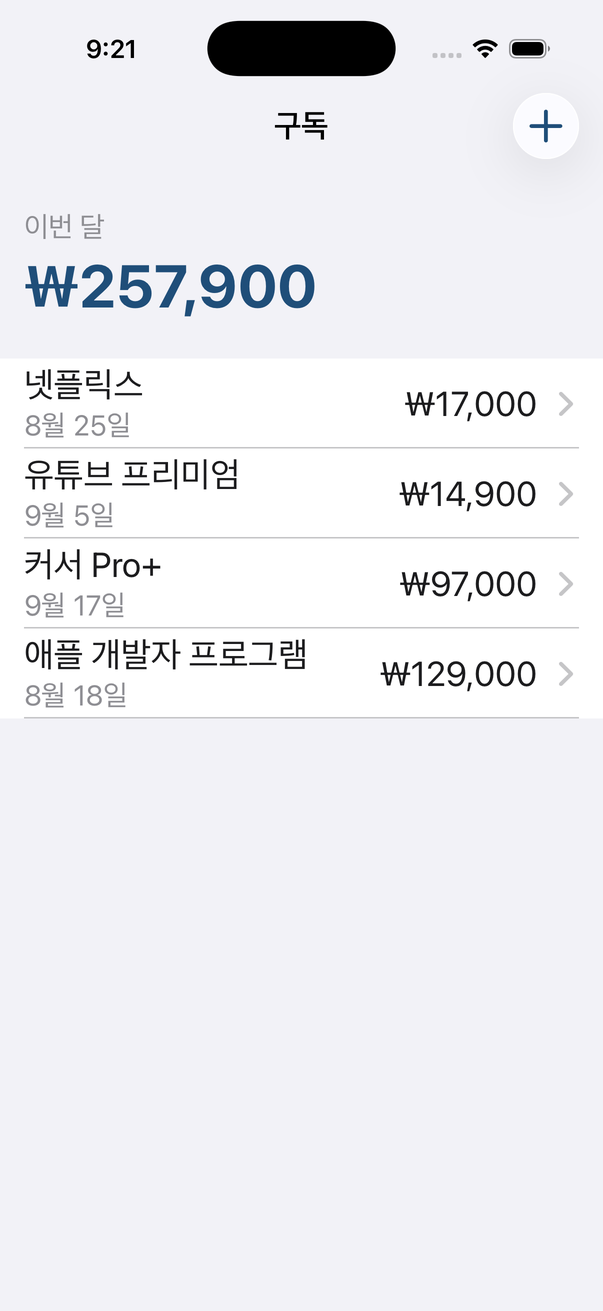 9:21
구독
이번 달
₩257,900
넷플릭스
₩17,000
8월 25일
유튜브 프리미엄
₩14,900
9월 5일
커서 Pro+
₩97,000
9월 17일
애플 개발자 프로그램
₩129,000
8월 18일